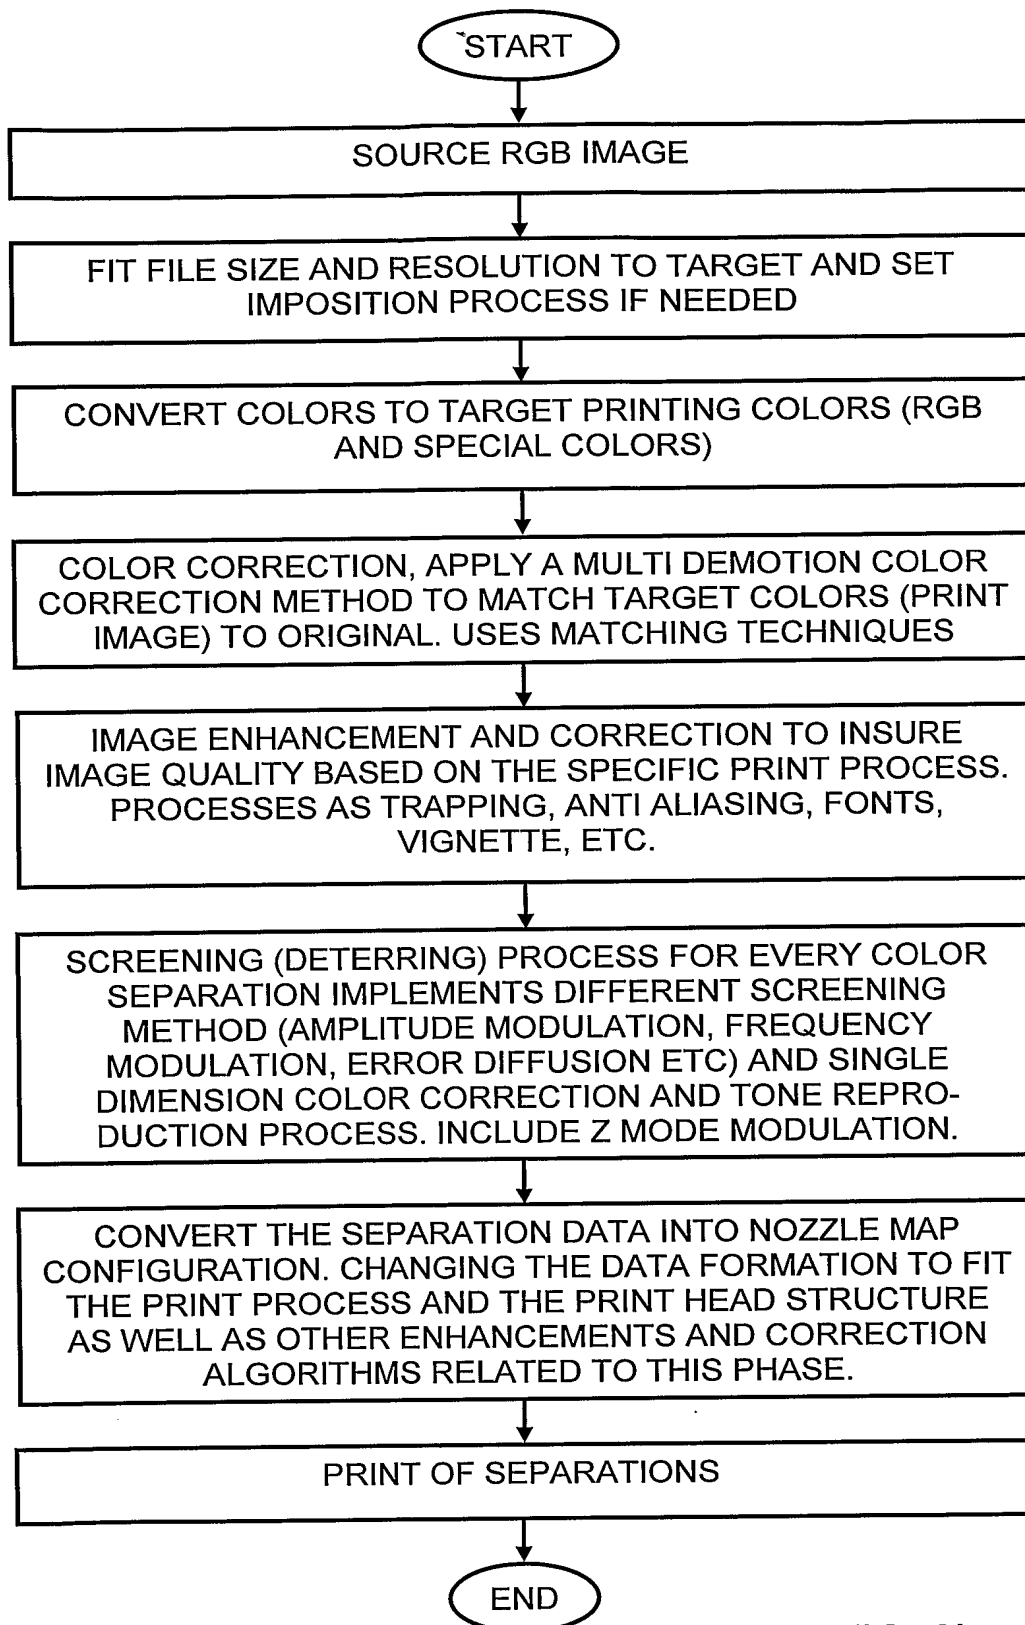 START
SOURCE RGB IMAGE
FIT FILE SIZE AND RESOLUTION TO TARGET AND SET
IMPOSITION PROCESS IF NEEDED
CONVERT COLORS TO TARGET PRINTING COLORS (RGB
AND SPECIAL COLORS)
COLOR CORRECTION, APPLY A MULTI DEMOTION COLOR
CORRECTION METHOD TO MATCH TARGET COLORS (PRINT
IMAGE) TO ORIGINAL. USES MATCHING TECHNIQUES
IMAGE ENHANCEMENT AND CORRECTION TO INSURE
IMAGE QUALITY BASED ON THE SPECIFIC PRINT PROCESS.
PROCESSES AS TRAPPING, ANTI ALIASING, FONTS,
VIGNETTE, ETC.
SCREENING (DETERRING) PROCESS FOR EVERY COLOR
SEPARATION IMPLEMENTS DIFFERENT SCREENING
METHOD (AMPLITUDE MODULATION, FREQUENCY
MODULATION, ERROR DIFFUSION ETC) AND SINGLE
DIMENSION COLOR CORRECTION AND TONE REPRO-
DUCTION PROCESS. INCLUDE Z MODE MODULATION.
CONVERT THE SEPARATION DATA INTO NOZZLE MAP
CONFIGURATION. CHANGING THE DATA FORMATION TO FIT
THE PRINT PROCESS AND THE PRINT HEAD STRUCTURE
AS WELL AS OTHER ENHANCEMENTS AND CORRECTION
ALGORITHMS RELATED TO THIS PHASE.
PRINT OF SEPARATIONS
END